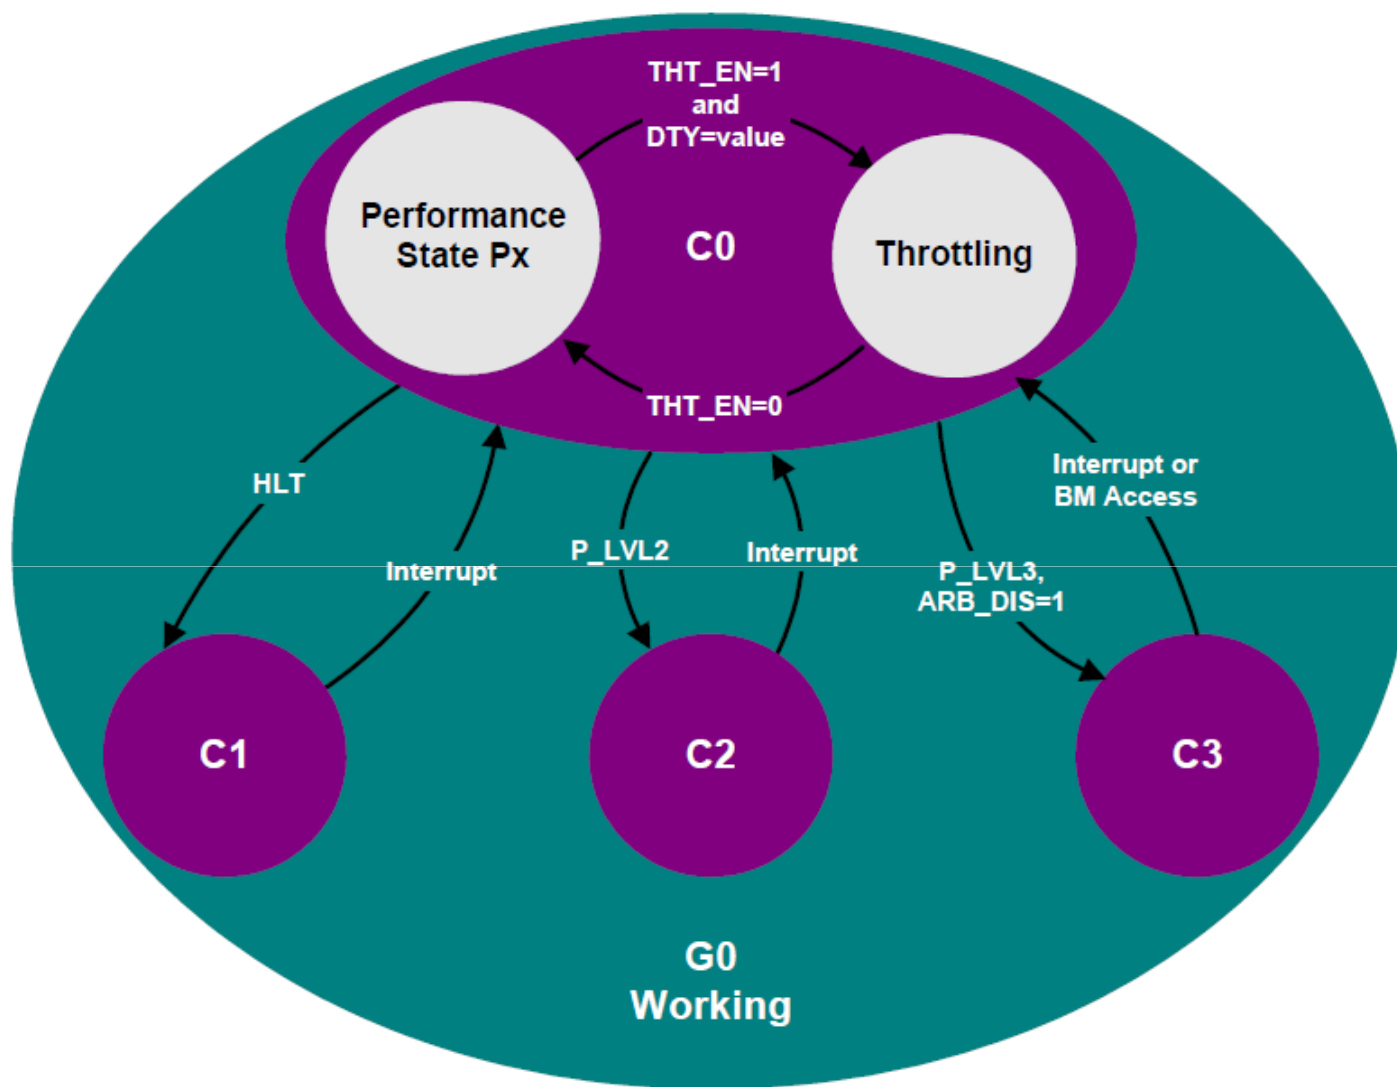 THT_EN=1
and
DTY=value
Performance
State Px
C0
Throttling
THT_EN=0
HLT
Interrupt
P_LVL2
Interrupt
P_LVL3,
ARB_DIS=1
Interrupt or
BM Access
C1
C2
C3
G0
Working